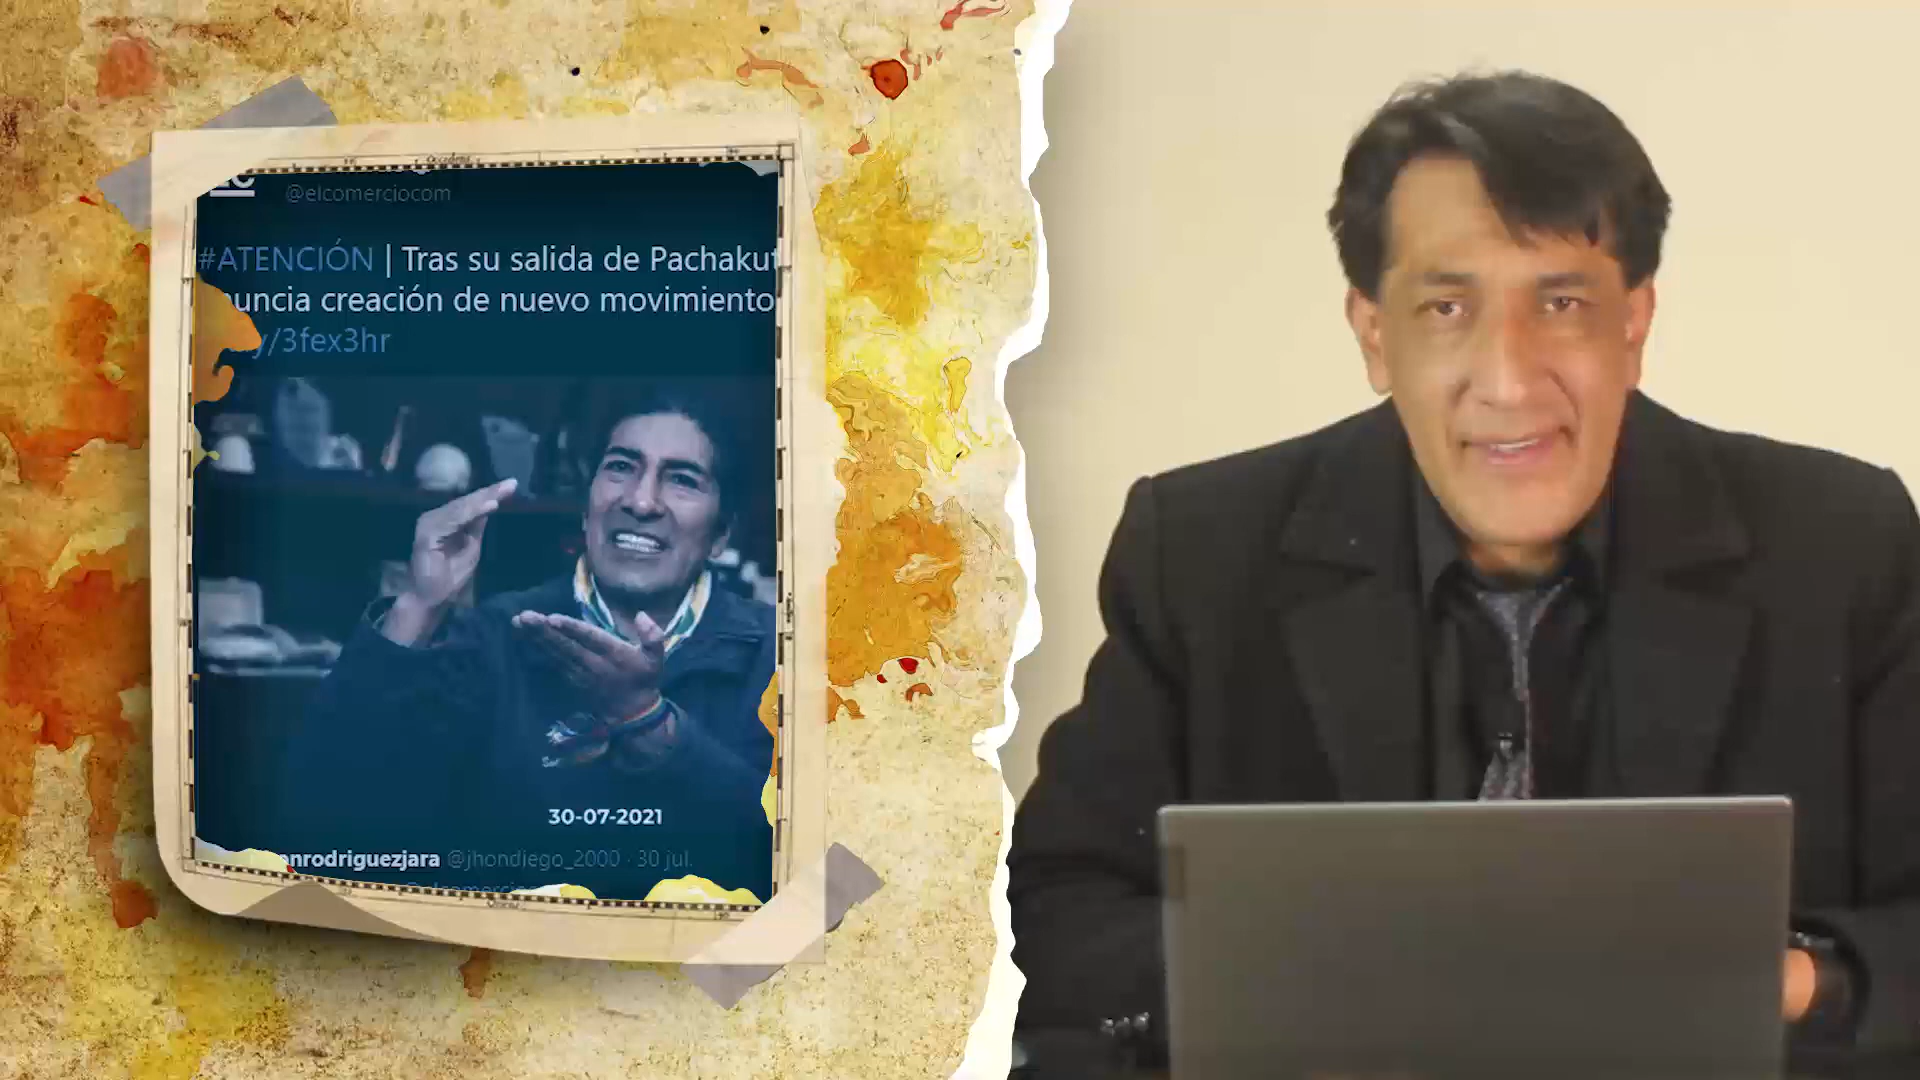 @elcomerciocom
#ATENCIÓN | Tras su salida de Pachakut
uncia creación de nuevo movimiento
y/3fex3hr
30-07-2021
onrodriguezjara @jhondiego_2000 · 30 jul.